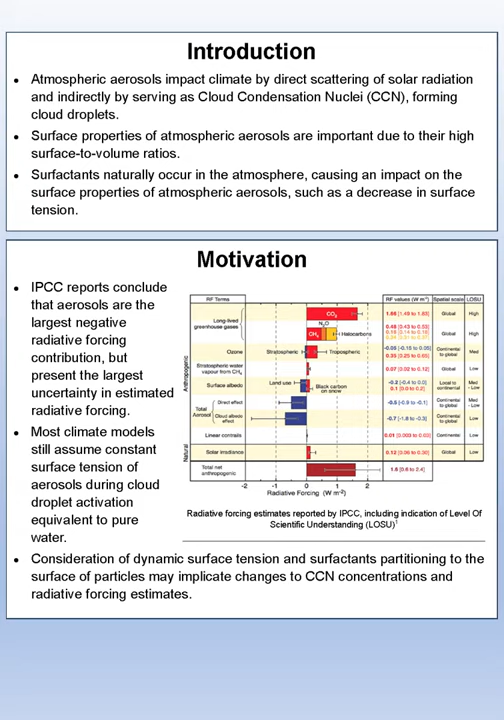 Introduction
• Atmospheric aerosols impact climate by direct scattering of solar radiation
and indirectly by serving as Cloud Condensation Nuclei (CCN), forming
cloud droplets.
• Surface properties of atmospheric aerosols are important due to their high
surface-to-volume ratios.
• Surfactants naturally occur in the atmosphere, causing an impact on the
surface properties of atmospheric aerosols, such as a decrease in surface
tension.
Motivation
• IPCC reports conclude
that aerosols are the
largest negative
radiative forcing
contribution, but
present the largest
uncertainty in estimated
radiative forcing.
• Most climate models
still assume constant
surface tension of
aerosols during cloud
droplet activation
equivalent to pure
water.
RF Terms RF values (W m⁻²) Spatial scale LOSU
Anthropogenic
Long-lived
greenhouse gases
CO₂
1.66 [1.49 to 1.83] Global High
N₂O
CH₄ Halocarbons
0.48 [0.43 to 0.53]
0.16 [0.14 to 0.18]
0.34 [0.31 to 0.37]
Global High
Ozone Stratospheric Tropospheric
-0.05 [-0.15 to 0.05]
0.35 [0.25 to 0.65]
Continental
to global
Med
Stratospheric water
vapour from CH₄
0.07 [0.02 to 0.12] Global Low
Surface albedo Land use Black carbon
on snow
-0.2 [-0.4 to 0.0]
0.1 [0.0 to 0.2]
Local to
continental
Med
- Low
Total
Aerosol
Direct effect
-0.5 [-0.9 to -0.1]
Continental
to global
Med
- Low
Cloud albedo
effect
-0.7 [-1.8 to -0.3]
Continental
to global
Low
Linear contrails 0.01 [0.003 to 0.03] Continental Low
Natural
Solar irradiance 0.12 [0.06 to 0.30] Global Low
Total net
anthropogenic
1.6 [0.6 to 2.4]
-2 -1 0 1 2
Radiative Forcing (W m⁻²)
Radiative forcing estimates reported by IPCC, including indication of Level Of
Scientific Understanding (LOSU)¹
• Consideration of dynamic surface tension and surfactants partitioning to the
surface of particles may implicate changes to CCN concentrations and
radiative forcing estimates.